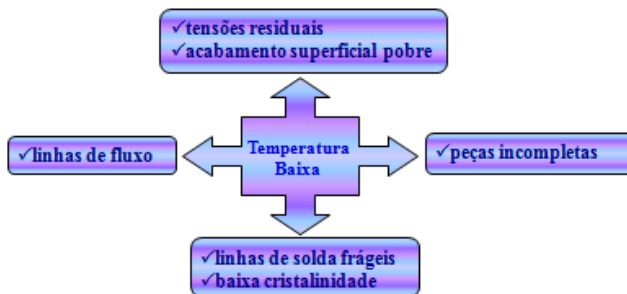 ✓tensões residuais
✓acabamento superficial pobre
✓linhas de fluxo
Temperatura
Baixa
✓peças incompletas
✓linhas de solda frágeis
✓baixa cristalinidade